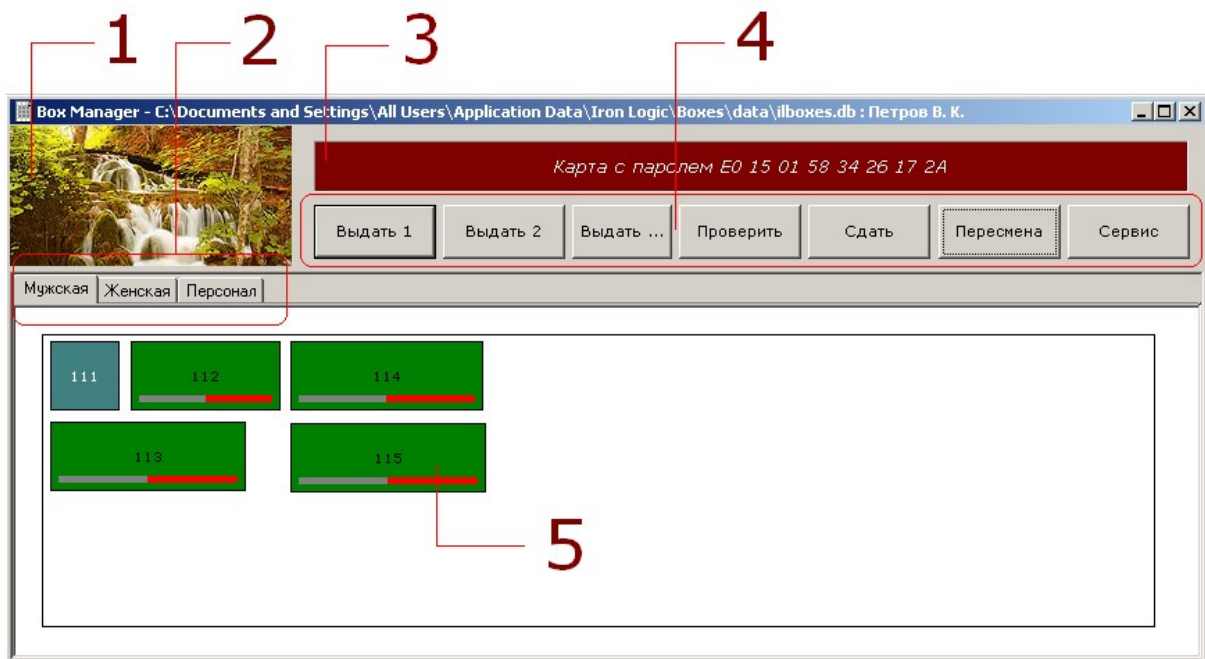 1 2 3 4
Box Manager - C:\Documents and Settings\All Users\Application Data\Iron Logic\Boxes\data\ilboxes.db : Петров В. К.
Карта с паролем E0 15 01 58 34 26 17 2A
Выдать 1 Выдать 2 Выдать ... Проверить Сдать Пересмена Сервис
Мужская Женская Персонал
111 112 114
113 115
5